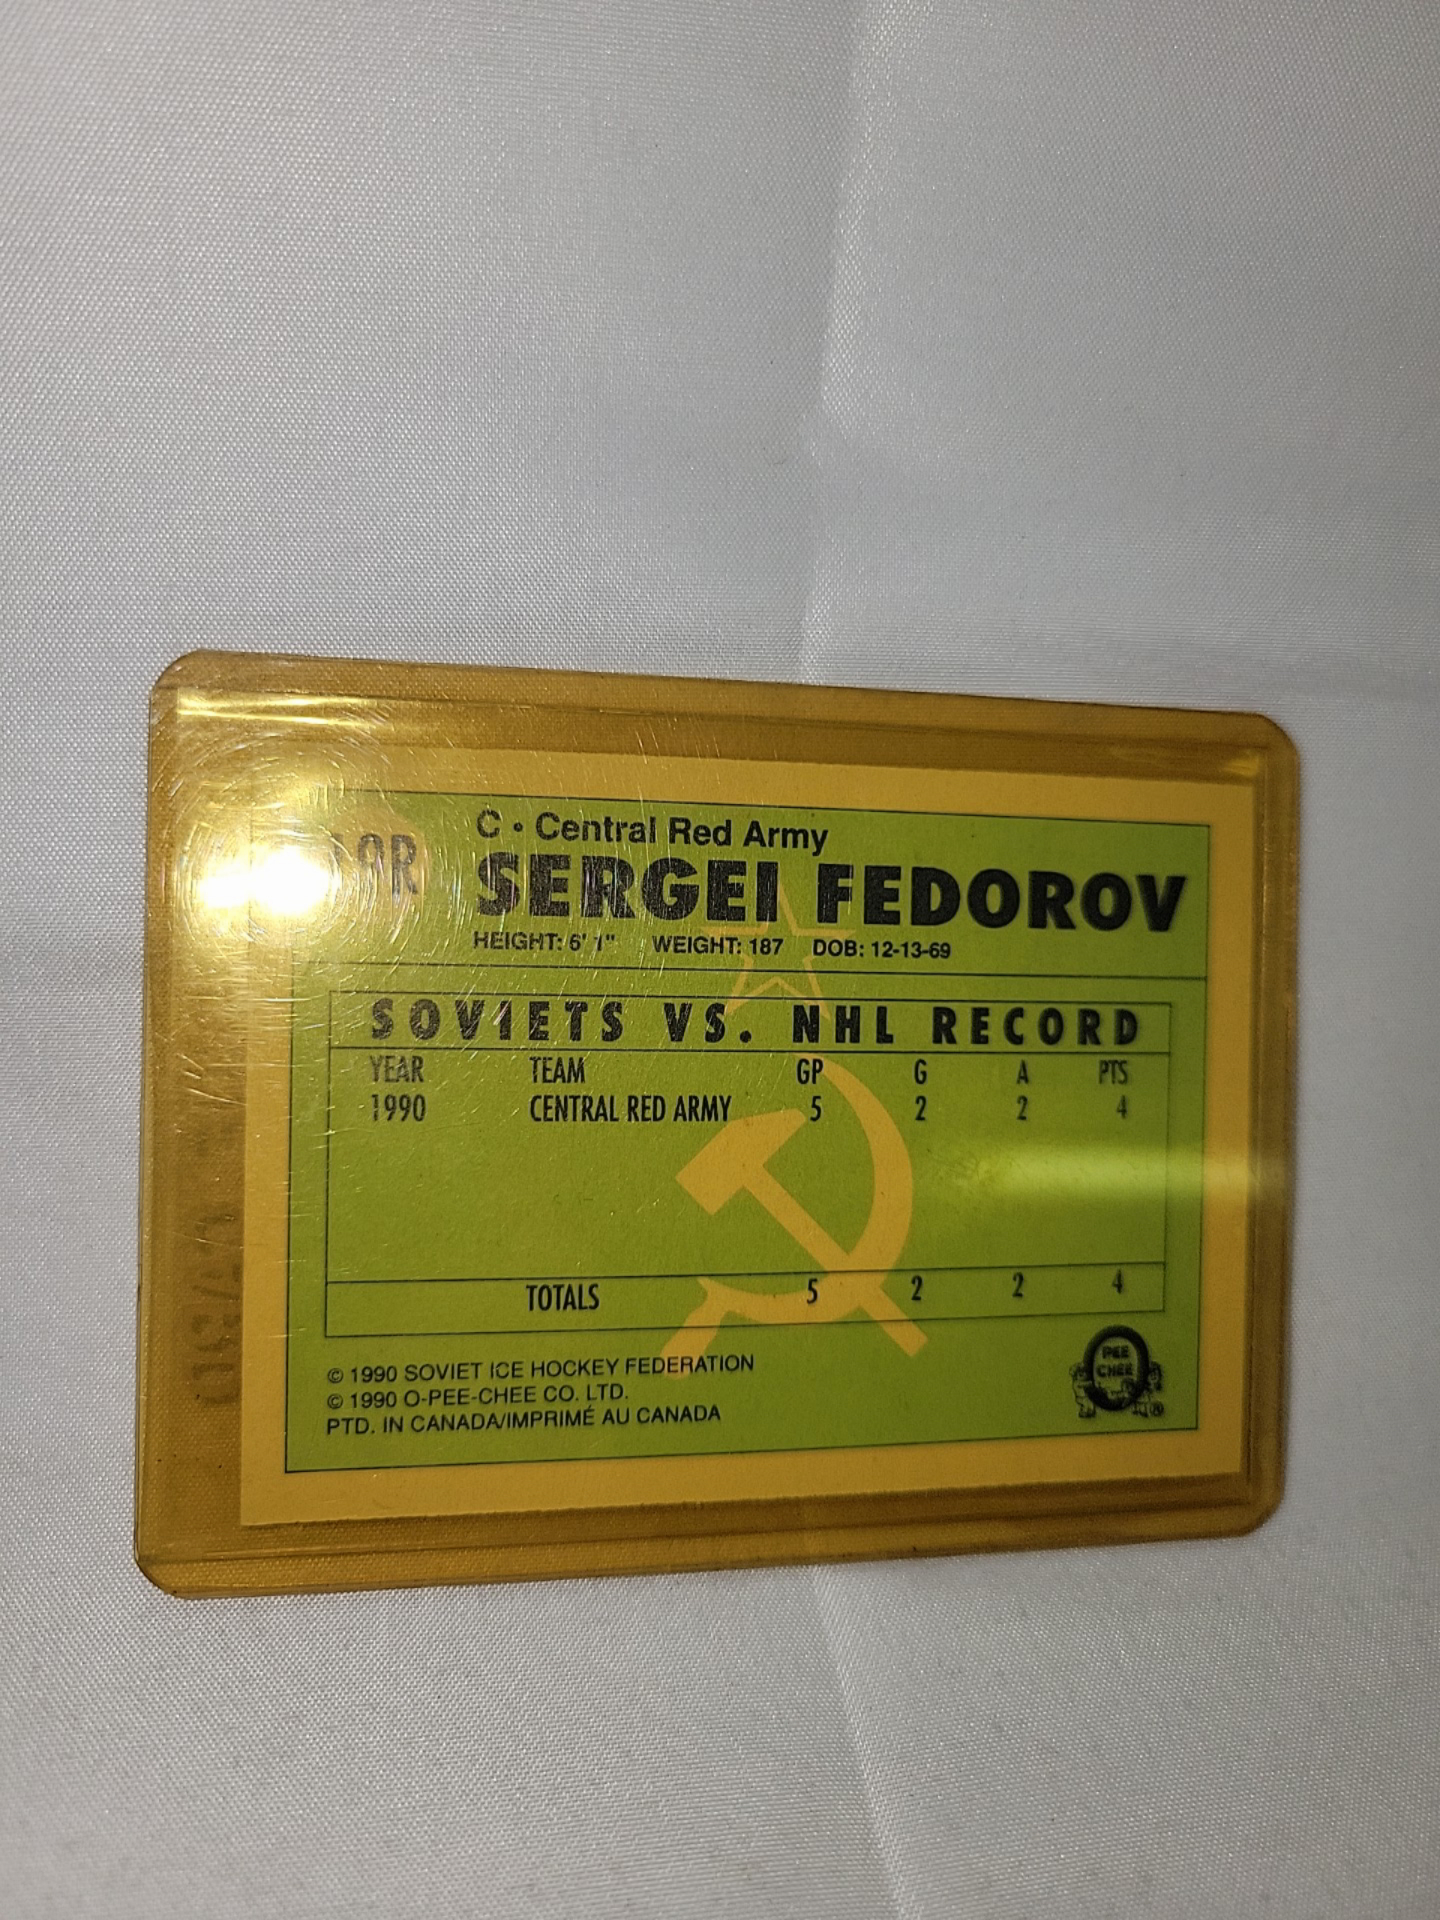 C • Central Red Army
SERGEI FEDOROV
HEIGHT: 6' 1" WEIGHT: 187 DOB: 12-13-69
SOVIETS VS. NHL RECORD
YEAR TEAM GP G A PTS
1990 CENTRAL RED ARMY 5 2 2 4
TOTALS 5 2 2 4
© 1990 SOVIET ICE HOCKEY FEDERATION
© 1990 O-PEE-CHEE CO. LTD.
PTD. IN CANADA/IMPRIMÉ AU CANADA
O
PEE
CHEE
®